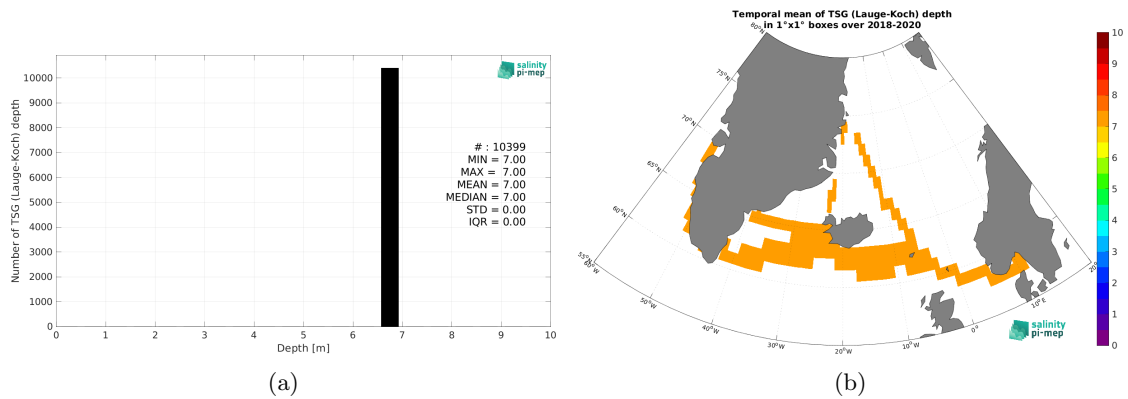 salinity
pi-mep
10000
9000
8000
7000
6000
5000
4000
3000
2000
1000
0
Number of TSG (Lauge-Koch) depth
# : 10399
MIN = 7.00
MAX = 7.00
MEAN = 7.00
MEDIAN = 7.00
STD = 0.00
IQR = 0.00
0 1 2 3 4 5 6 7 8 9 10
Depth [m]
(a)
Temporal mean of TSG (Lauge-Koch) depth
in 1°x1° boxes over 2018-2020
80°N
75°N
70°N
65°N
60°N
55°N
60°W
50°W
40°W
30°W
20°W
10°W
0°
10°E
20°
10
9
8
7
6
5
4
3
2
1
0
salinity
pi-mep
(b)